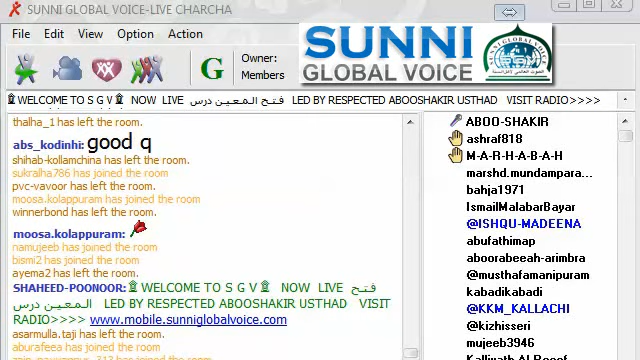 SUNNI GLOBAL VOICE-LIVE CHARCHA
File Edit Option Action
SUNNI
GLOBAL VOICE
G
Owner:
Members
WELCOME TO S G V NOW LIVE فتح المعين درس LED BY RESPECTED ABOOSHAKIR USTHAD VISIT RADIO>>>>
thalha_1 has left the room.
abs_kodinhi: good q
shihab-kollamchina has left the room.
sukralha786 has joined the room
pvc-vavoor has left the room.
moosa.kolappuram has joined the room
winnerbond has left the room.
moosa.kolappuram:
namujeeb has joined the room
bismi2 has joined the room
ayema2 has left the room.
SHAHEED-POONOOR: WELCOME TO S G V NOW LIVE فتح
المعين درس LED BY RESPECTED ABOOSHAKIR USTHAD VISIT
RADIO>>>> www.mobile.sunniglobalvoice.com
asarmulla.taji has left the room.
aburafeea has joined the room
ABOO-SHAKIR
ashraf818
M-A-R-H-A-B-A-H
marshd.mundampara...
bahja1971
IsmailMalabarBayar
@ISHQU-MADEENA
abufathimap
aboorabeeah-arimbra
@musthafamanipuram
kabadikabadi
@KKM_KALLACHI
@kizhisseri
mujeeb3946